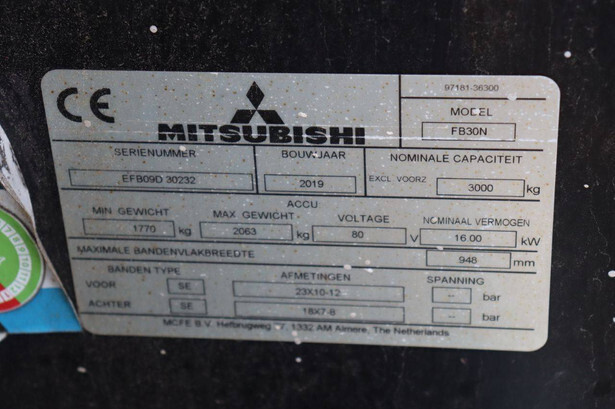 97181-36300
CE
MODEL
MITSUBISHI
FB30N
SERIENUMMER BOUWJAAR NOMINALE CAPACITEIT
EFB09D 30232 2019 EXCL. VOORZ 3000 kg
ACCU
MIN GEWICHT MAX GEWICHT VOLTAGE NOMINAAL VERMOGEN
1770 kg 2063 kg 80 V 16.00 kW
MAXIMALE BANDENVLAKBREEDTE 948 mm
BANDEN TYPE AFMETINGEN SPANNING
VOOR SE 23X10-12 -- bar
ACHTER SE 18X7-8 -- bar
MCFE B.V. Hefbrugweg 1332 AM Almere, The Netherlands